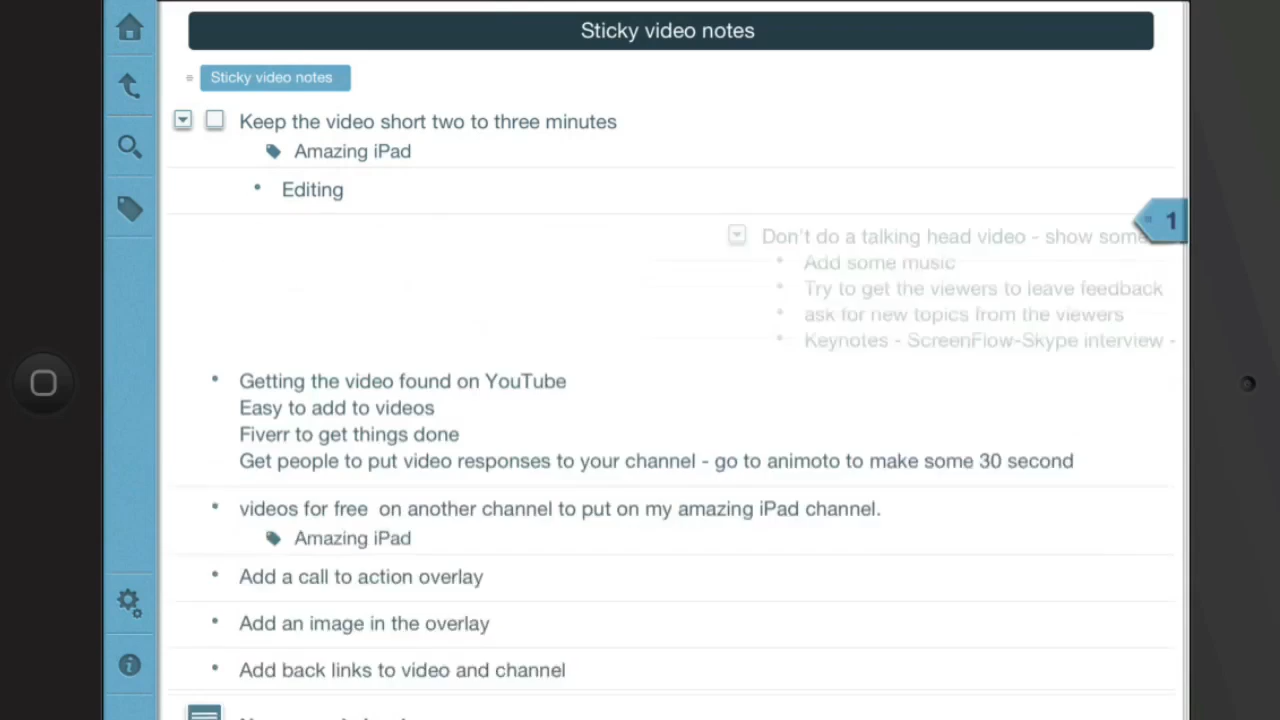 Sticky video notes
Sticky video notes
Keep the video short two to three minutes
Amazing iPad
Editing
1
Don't do a talking head video - show some
Add some music
Try to get the viewers to leave feedback
ask for new topics from the viewers
Keynotes - ScreenFlow-Skype interview -
Getting the video found on YouTube
Easy to add to videos
Fiverr to get things done
Get people to put video responses to your channel - go to animoto to make some 30 second
videos for free on another channel to put on my amazing iPad channel.
Amazing iPad
Add a call to action overlay
Add an image in the overlay
Add back links to video and channel